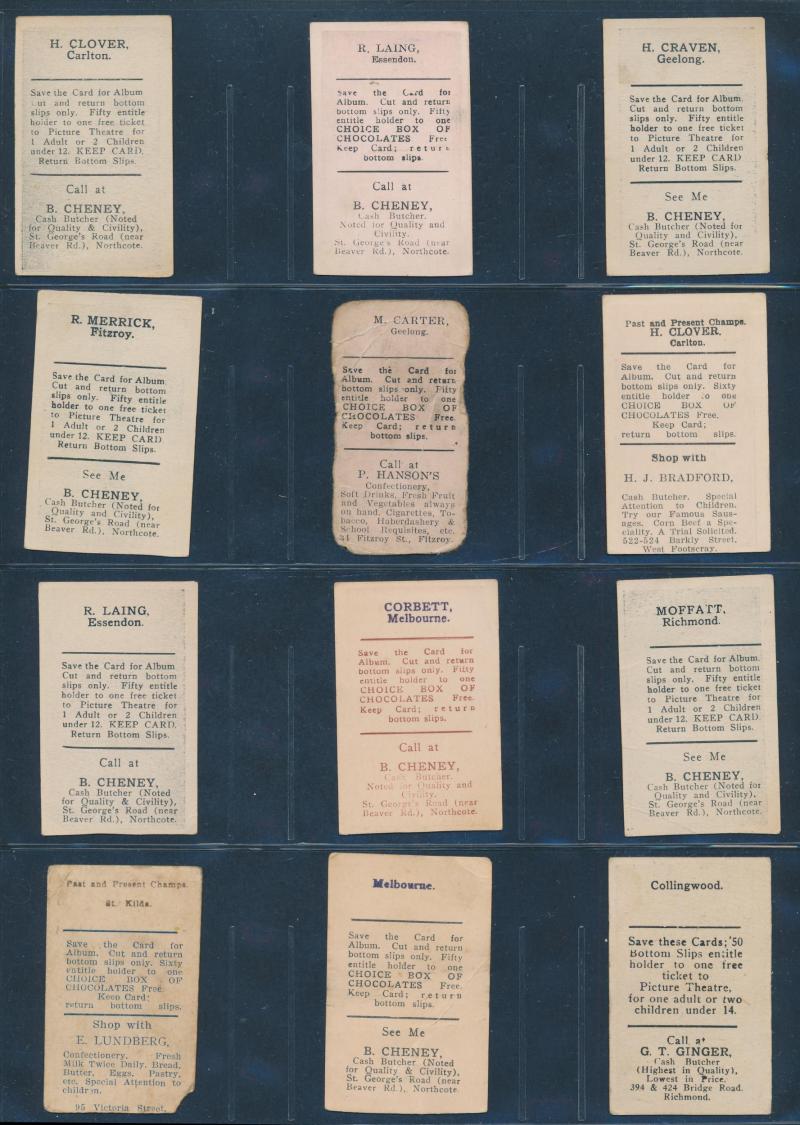 H. CLOVER,
Carlton.
Save the Card for Album
Cut and return bottom
slips only. Fifty entitle
holder to one free ticket
to Picture Theatre for
1 Adult or 2 Children
under 12. KEEP CARD.
Return Bottom Slips.
Call at
B. CHENEY,
Cash Butcher (Noted
for Quality & Civility),
St. George's Road (near
Beaver Rd.), Northcote.
R. LAING,
Essendon.
Save the Card for
Album. Cut and return
bottom slips only. Fifty
entitle holder to one
CHOICE BOX OF
CHOCOLATES Free.
Keep Card; return
bottom slips.
Call at
B. CHENEY,
Cash Butcher.
Noted for Quality and
Civility.
St. George's Road (near
Beaver Rd.), Northcote.
H. CRAVEN,
Geelong.
Save the Card for Album.
Cut and return bottom
slips only. Fifty entitle
holder to one free ticket
to Picture Theatre for
1 Adult or 2 Children
under 12. KEEP CARD
Return Bottom Slips.
See Me
B. CHENEY,
Cash Butcher (Noted for
Quality and Civility),
St. George's Road (near
Beaver Rd.), Northcote.
R. MERRICK,
Fitzroy.
Save the Card for Album.
Cut and return bottom
slips only. Fifty entitle
holder to one free ticket
to Picture Theatre for
1 Adult or 2 Children
under 12. KEEP CARD.
Return Bottom Slips.
See Me
B. CHENEY,
Cash Butcher (Noted for
Quality and Civility),
St. George's Road (near
Beaver Rd.), Northcote.
M. CARTER,
Geelong.
Save the Card for
Album. Cut and return
bottom slips only. Fifty
entitle holder to one
CHOICE BOX OF
CHOCOLATES Free.
Keep Card; return
bottom slips.
Call at
P. HANSON'S
Confectionery,
Soft Drinks, Fresh Fruit
and Vegetables always
on hand. Cigarettes, To-
bacco, Haberdashery &
School Requisites, etc.
34 Fitzroy St., Fitzroy.
Past and Present Champs.
H. CLOVER,
Carlton.
Save the Card for
Album. Cut and return
bottom slips only. Sixty
entitle holder to one
CHOICE BOX OF
CHOCOLATES Free.
Keep Card;
return bottom slips.
Shop with
H. J. BRADFORD,
Cash Butcher. Special
Attention to Children.
Try our Famous Saus-
ages. Corn Beef a Spe-
ciality. A Trial Solicited.
522-524 Barkly Street,
West Footscray.
R. LAING,
Essendon.
Save the Card for Album
Cut and return bottom
slips only. Fifty entitle
holder to one free ticket
to Picture Theatre for
1 Adult or 2 Children
under 12. KEEP CARD.
Return Bottom Slips.
Call at
B. CHENEY,
Cash Butcher (Noted
for Quality & Civility),
St. George's Road (near
Beaver Rd.), Northcote.
CORBETT,
Melbourne.
Save the Card for
Album. Cut and return
bottom slips only. Fifty
entitle holder to one
CHOICE BOX OF
CHOCOLATES Free.
Keep Card; return
bottom slips.
Call at
B. CHENEY,
Cash Butcher.
Noted for Quality and
Civility.
St. George's Road (near
Beaver Rd.), Northcote.
MOFFATT,
Richmond.
Save the Card for Album.
Cut and return bottom
slips only. Fifty entitle
holder to one free ticket
to Picture Theatre for
1 Adult or 2 Children
under 12. KEEP CARD
Return Bottom Slips.
See Me
B. CHENEY,
Cash Butcher (Noted for
Quality and Civility),
St. George's Road (near
Beaver Rd.), Northcote.
Past and Present Champs.
St. Kilda.
Save the Card for
Album. Cut and return
bottom slips only. Sixty
entitle holder to one
CHOICE BOX OF
CHOCOLATES Free.
Keep Card;
return bottom slips.
Shop with
E. LUNDBERG,
Confectionery. Fresh
Milk Twice Daily. Bread,
Butter, Eggs. Pastry,
etc. Special Attention to
children.
95 Victoria Street,
Melbourne.
Save the Card for
Album. Cut and return
bottom slips only. Fifty
entitle holder to one
CHOICE BOX OF
CHOCOLATES Free.
Keep Card; return
bottom slips.
See Me
B. CHENEY,
Cash Butcher (Noted
for Quality & Civility),
St. George's Road (near
Beaver Rd.), Northcote.
Collingwood.
Save these Cards; '50
Bottom Slips entitle
holder to one free
ticket to
Picture Theatre,
for one adult or two
children under 14.
Call at
G. T. GINGER,
Cash Butcher
(Highest in Quality),
Lowest in Price.
394 & 424 Bridge Road.
Richmond.